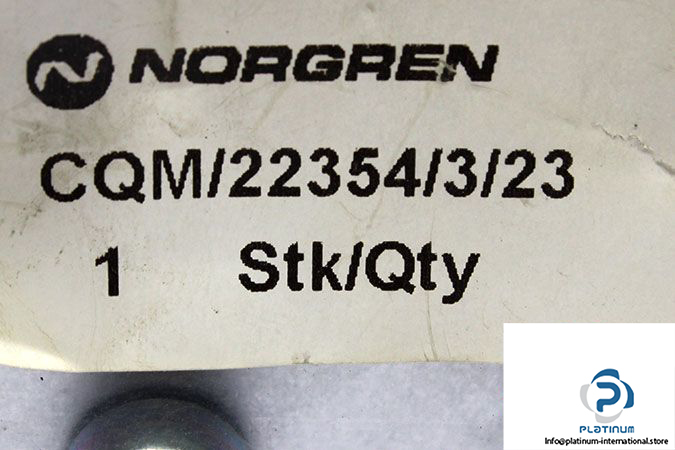 NORGREN
CQM/22354/3/23
1 Stk/Qty
PLATINUM
Info@platinum-international.store